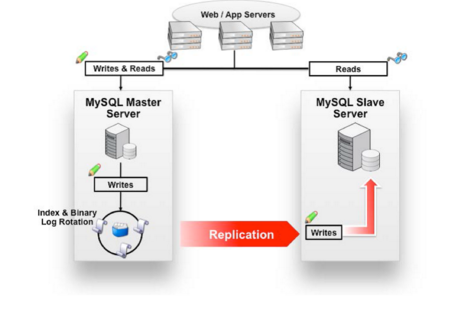 Web / App Servers
Writes & Reads
Reads
MySQL Master
Server
MySQL Slave
Server
Writes
Index & Binary
Log Rotation
Replication
Writes